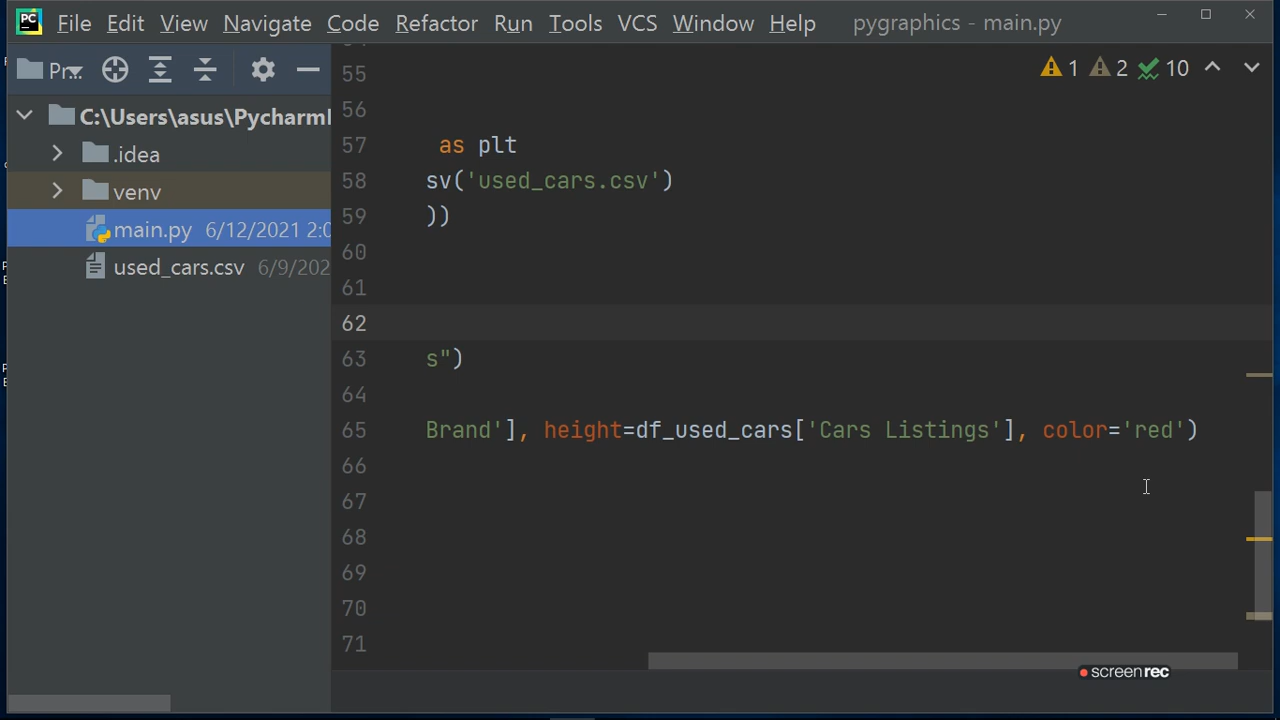 PC File Edit View Navigate Code Refactor Run Tools VCS Window Help pygraphics - main.py
Pr... 1 2 10
C:\Users\asus\Pycharm
.idea
venv
main.py 6/12/2021 2:0
used_cars.csv 6/9/202
55
56
57 as plt
58 sv('used_cars.csv')
59 ))
60
61
62
63 s")
64
65 Brand'], height=df_used_cars['Cars Listings'], color='red')
66
67
68
69
70
71
screenrec